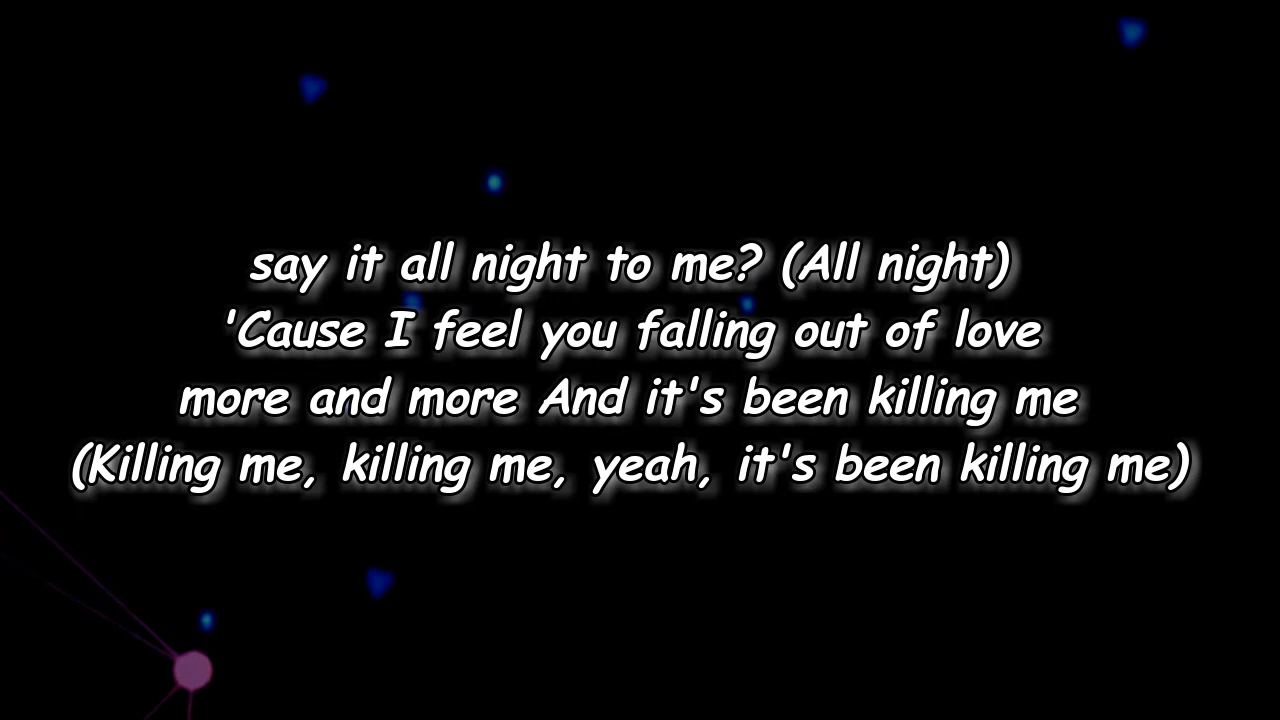 say it all night to me? (All night)
'Cause I feel you falling out of love
more and more And it's been killing me
(Killing me, killing me, yeah, it's been killing me)